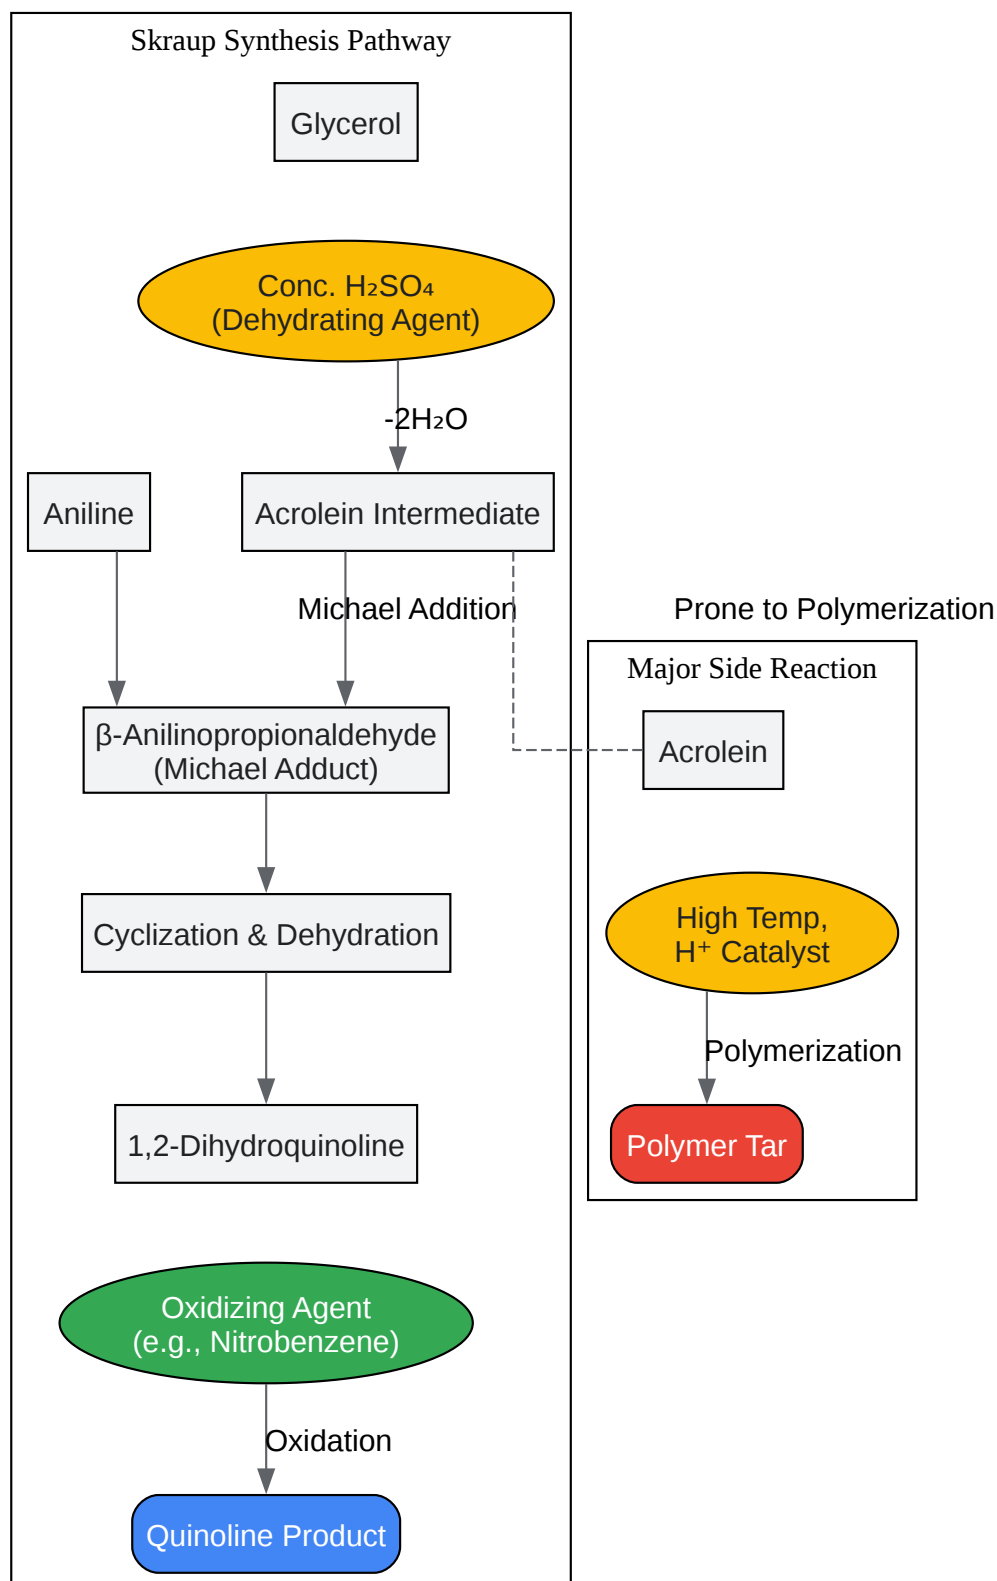 Skraup Synthesis Pathway
Glycerol
Conc. H₂SO₄
(Dehydrating Agent)
-2H₂O
Aniline
Acrolein Intermediate
Michael Addition
Prone to Polymerization
Major Side Reaction
β-Anilinopropionaldehyde
(Michael Adduct)
Acrolein
Cyclization & Dehydration
High Temp,
H⁺ Catalyst
Polymerization
1,2-Dihydroquinoline
Polymer Tar
Oxidizing Agent
(e.g., Nitrobenzene)
Oxidation
Quinoline Product